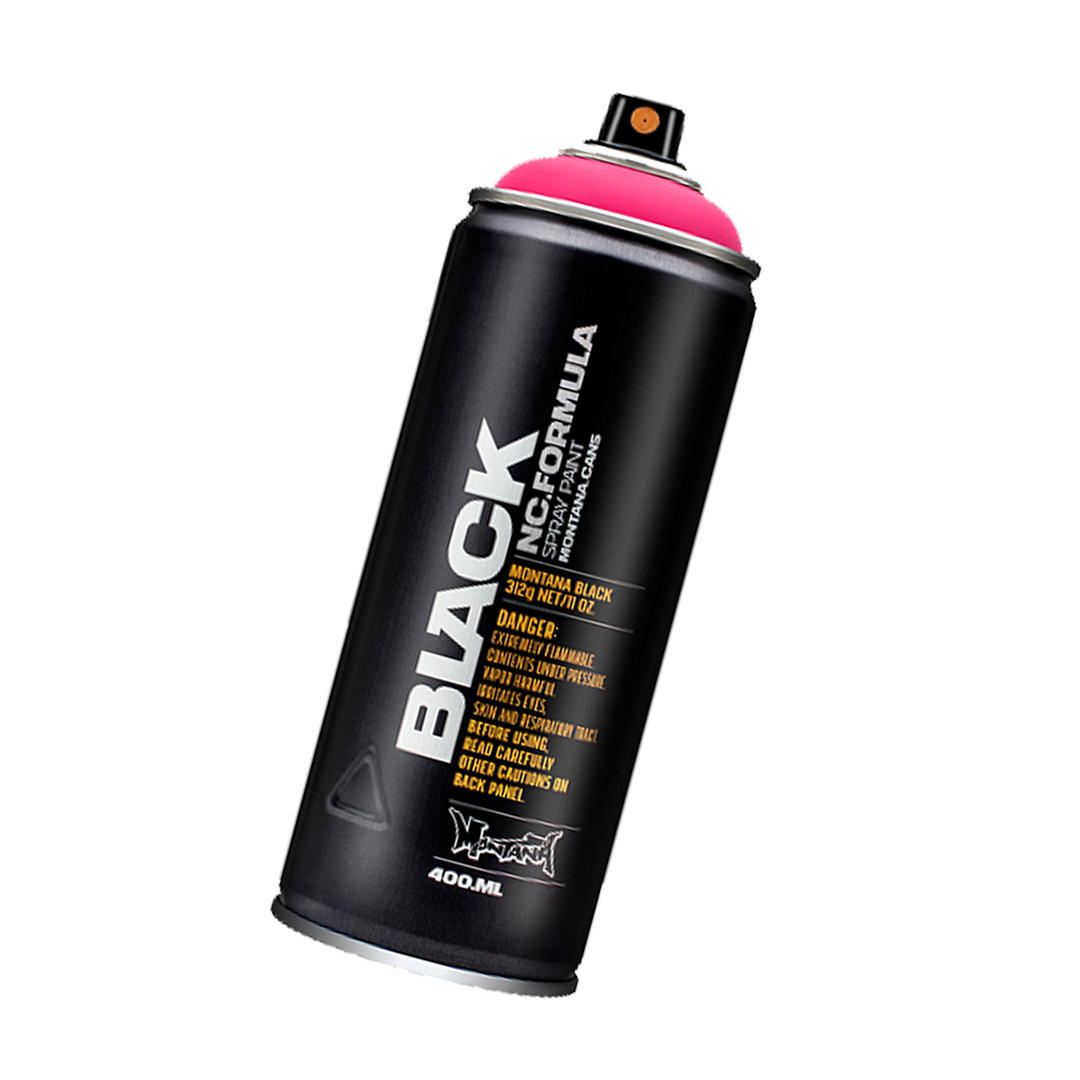 BLACK
NC.FORMULA
SPRAY PAINT
MONTANA.CANS
MONTANA BLACK
312g NET/11 OZ.
DANGER:
EXTREMELY FLAMMABLE.
CONTENTS UNDER PRESSURE.
VAPOR HARMFUL.
IRRITATES EYES,
SKIN AND RESPIRATORY TRACT.
BEFORE USING,
READ CAREFULLY
OTHER CAUTIONS ON
BACK PANEL.
MONTANA
400.ML